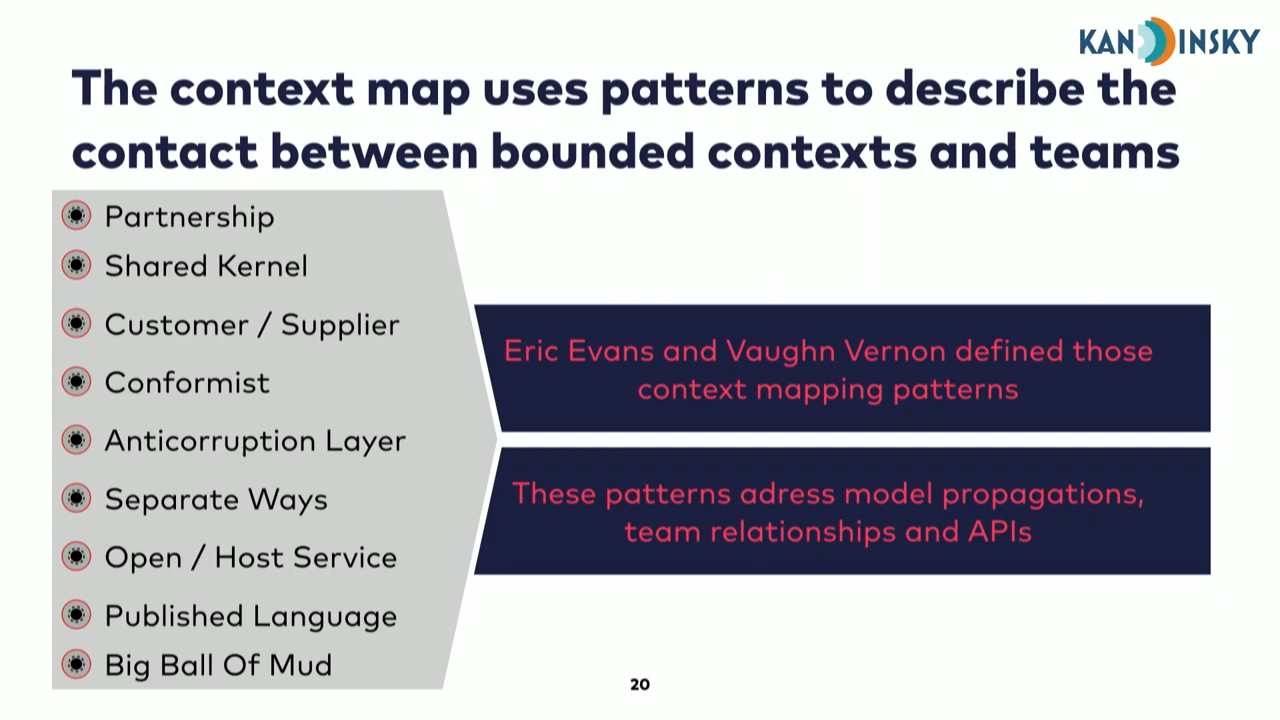 KANDINSKY
The context map uses patterns to describe the
contact between bounded contexts and teams
Partnership
Shared Kernel
Customer / Supplier
Conformist
Anticorruption Layer
Separate Ways
Open / Host Service
Published Language
Big Ball Of Mud
Eric Evans and Vaughn Vernon defined those
context mapping patterns
These patterns adress model propagations,
team relationships and APIs
20